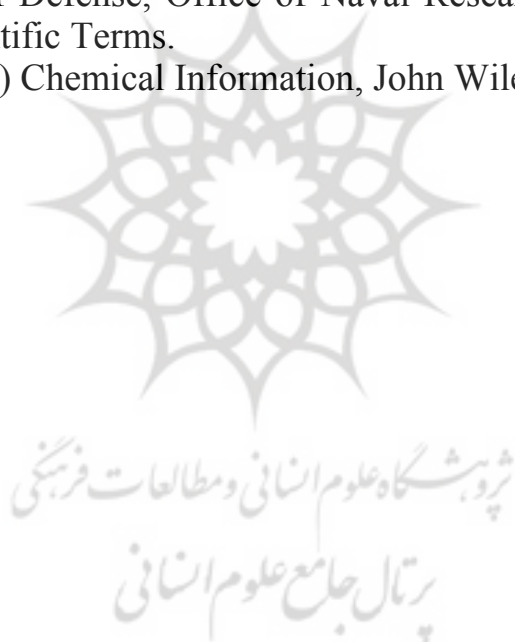 Defense, Office of Naval Resear
tific Terms.
) Chemical Information, John Wile
پژوهشگاه علوم انسانی و مطالعات فرهنگی
پرتال جامع علوم انسانی